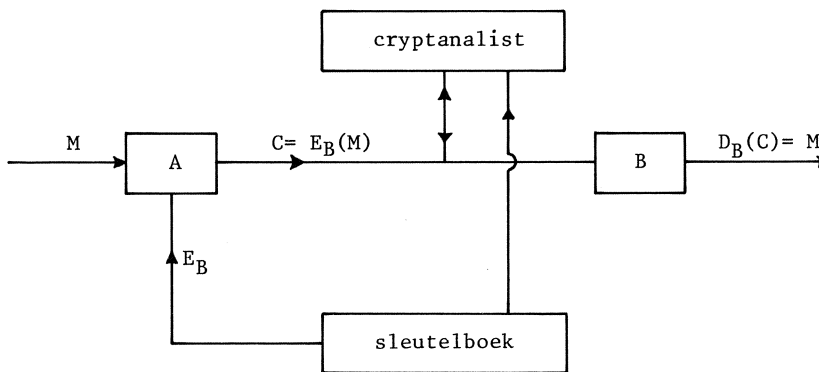 cryptanalist
M
C= E_B(M)
D_B(C)= M
A
B
E_B
sleutelboek